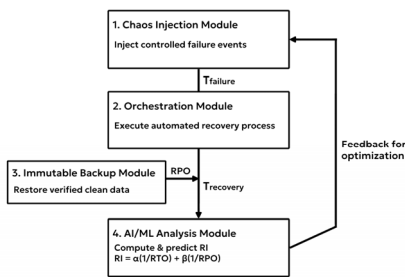 1. Chaos Injection Module
Inject controlled failure events
Tfailure
2. Orchestration Module
Execute automated recovery process
Feedback for
optimization
3. Immutable Backup Module
Restore verified clean data
RPO
Trecovery
4. AI/ML Analysis Module
Compute & predict RI
RI = α(1/RTO) + β(1/RPO)